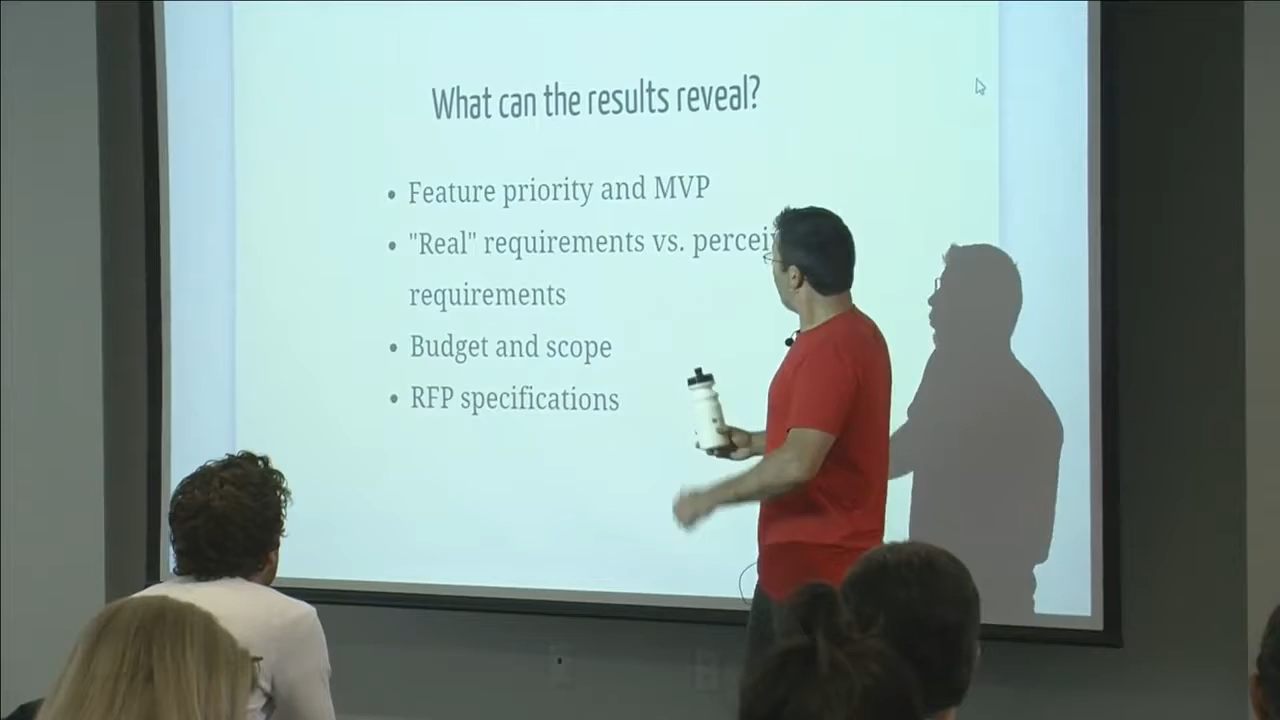 What can the results reveal?
• Feature priority and MVP
• "Real" requirements vs.
requirements
• Budget and scope
• RFP specifications